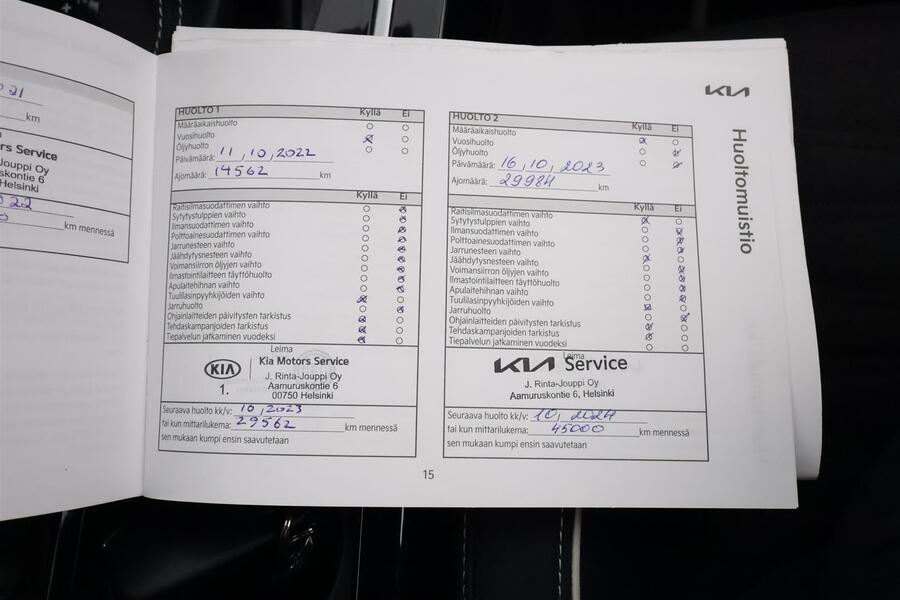 21
km
rs Service
Jouppi Oy
skontie 6
Helsinki
22
km mennessä
KIA
Huoltomuistio
HUOLTO 1 Kyllä Ei
Määräaikaishuolto
Vuosihuolto
Öljyhuolto
Päivämäärä: 11, 10, 2022
Ajomäärä: 14562 km
Kyllä Ei
Raitisilmasuodattimen vaihto
Sytytystulppien vaihto
Ilmansuodattimen vaihto
Polttoainesuodattimen vaihto
Jarrunesteen vaihto
Jäähdytysnesteen vaihto
Voimansiirron öljyjen vaihto
Ilmastointilaitteen täyttöhuolto
Apulaitehihnan vaihto
Tuulilasinpyyhkijöiden vaihto
Jarruhuolto
Ohjainlaitteiden päivitysten tarkistus
Tehdaskampanjoiden tarkistus
Tiepalvelun jatkaminen vuodeksi
Leima
KIA Kia Motors Service
J. Rinta-Jouppi Oy
1. Aamuruskontie 6
00750 Helsinki
Seuraava huolto kk/v: 10, 2023
tai kun mittarilukema: 29562 km mennessä
sen mukaan kumpi ensin saavutetaan
HUOLTO 2 Kyllä Ei
Määräaikaishuolto
Vuosihuolto
Öljyhuolto
Päivämäärä: 16, 10, 2023
Ajomäärä: 29984 km
Kyllä Ei
Raitisilmasuodattimen vaihto
Sytytystulppien vaihto
Ilmansuodattimen vaihto
Polttoainesuodattimen vaihto
Jarrunesteen vaihto
Jäähdytysnesteen vaihto
Voimansiirron öljyjen vaihto
Ilmastointilaitteen täyttöhuolto
Apulaitehihnan vaihto
Tuulilasinpyyhkijöiden vaihto
Jarruhuolto
Ohjainlaitteiden päivitysten tarkistus
Tehdaskampanjoiden tarkistus
Tiepalvelun jatkaminen vuodeksi
Leima
KIA Service
J. Rinta-Jouppi Oy
Aamuruskontie 6, Helsinki
Seuraava huolto kk/v: 10, 2024
tai kun mittarilukema: 45000 km mennessä
sen mukaan kumpi ensin saavutetaan
15